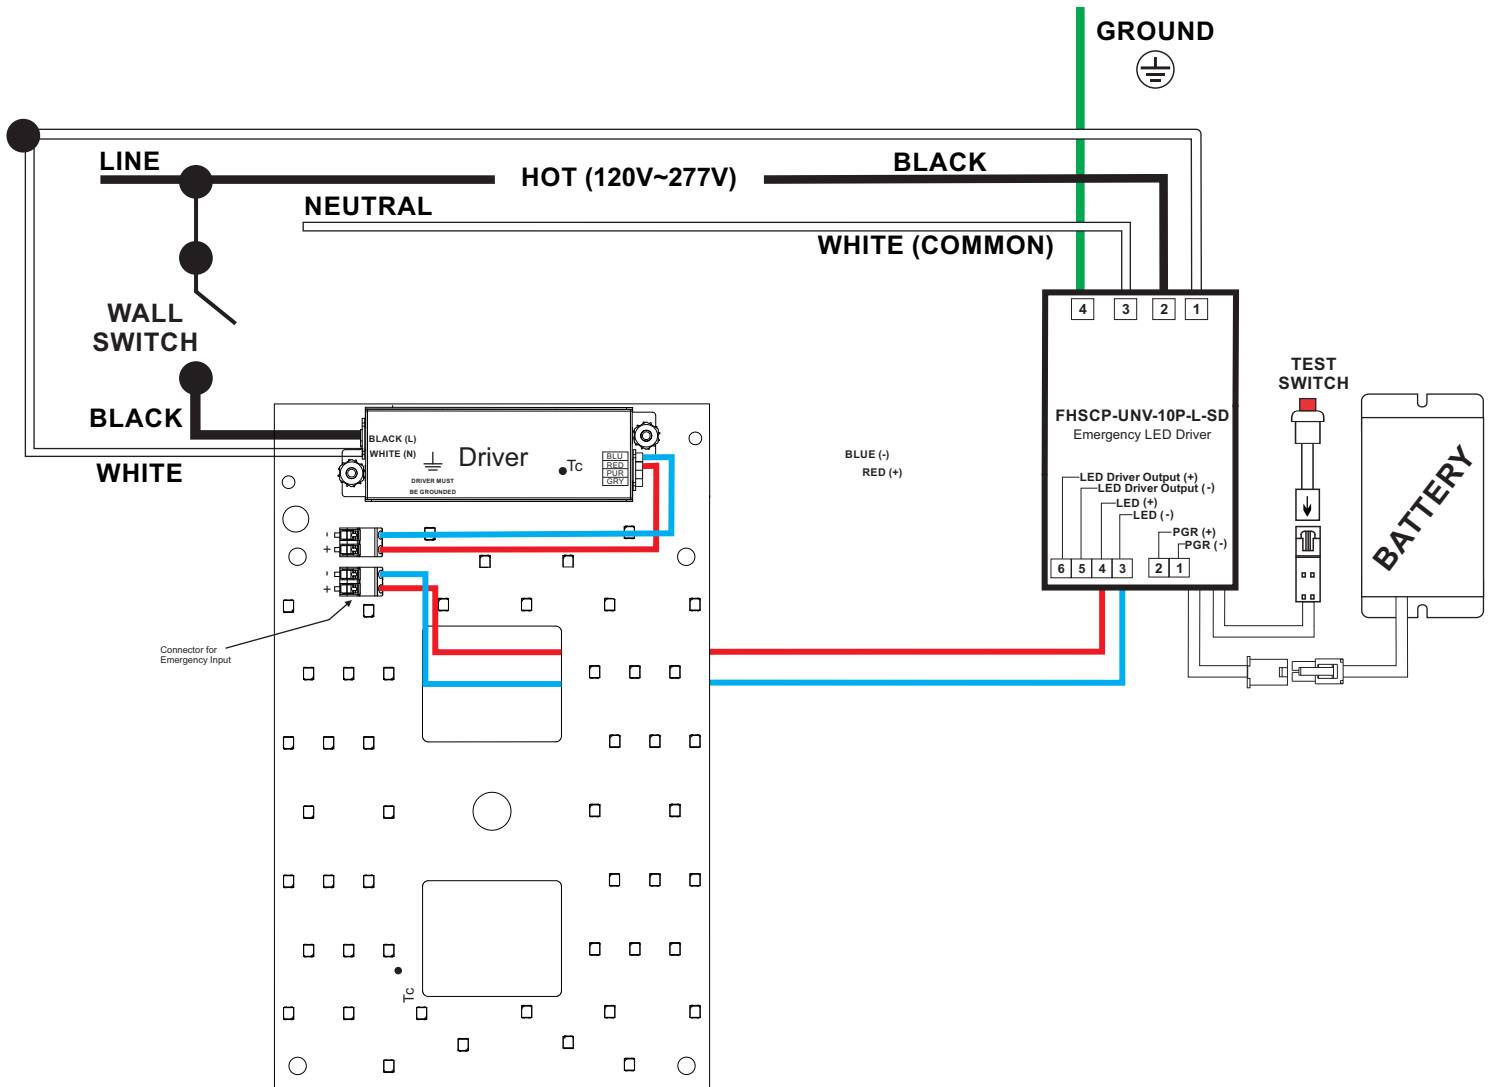 GROUND
LINE
HOT (120V~277V)
BLACK
NEUTRAL
WHITE (COMMON)
WALL
SWITCH
4
3
2
1
TEST
SWITCH
BLACK
FHSCP-UNV-10P-L-SD
Emergency LED Driver
BLACK (L)
WHITE (N)
Driver
Tc
BLU
RED
PUR
GRY
DRIVER MUST
BE GROUNDED
WHITE
BLUE (-)
RED (+)
LED Driver Output (+)
LED Driver Output (-)
LED (+)
LED (-)
PGR (+)
PGR (-)
6
5
4
3
2
1
BATTERY
-
+
-
+
Connector for
Emergency Input
Tc